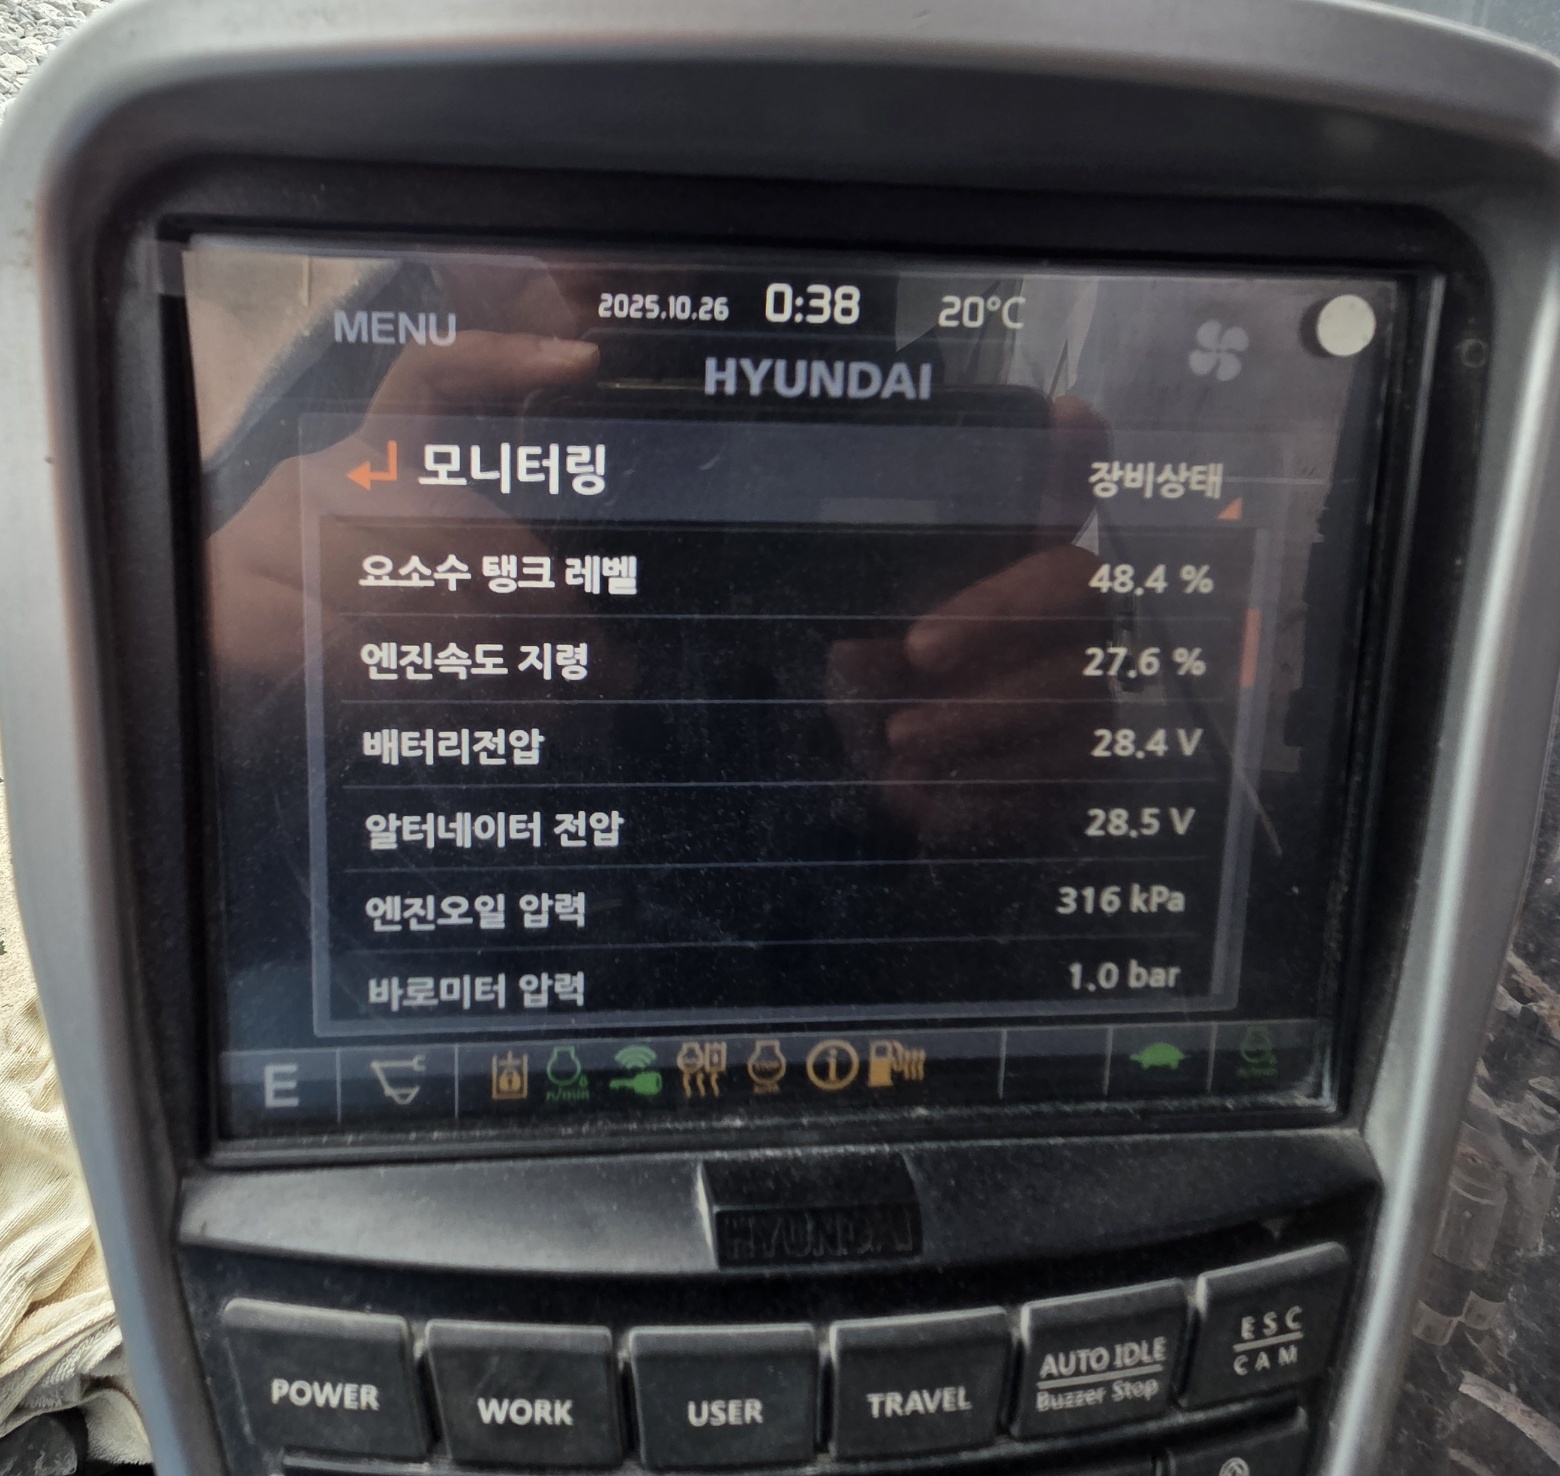 MENU 2025.10.26 0:38 20°C
HYUNDAI
모니터링 장비상태
요소수 탱크 레벨 48.4 %
엔진속도 지령 27.6 %
배터리전압 28.4 V
알터네이터 전압 28.5 V
엔진오일 압력 316 kPa
바로미터 압력 1.0 bar
E n/min n/min
HYUNDAI
POWER WORK USER TRAVEL AUTO IDLE Buzzer Stop ESC CAM